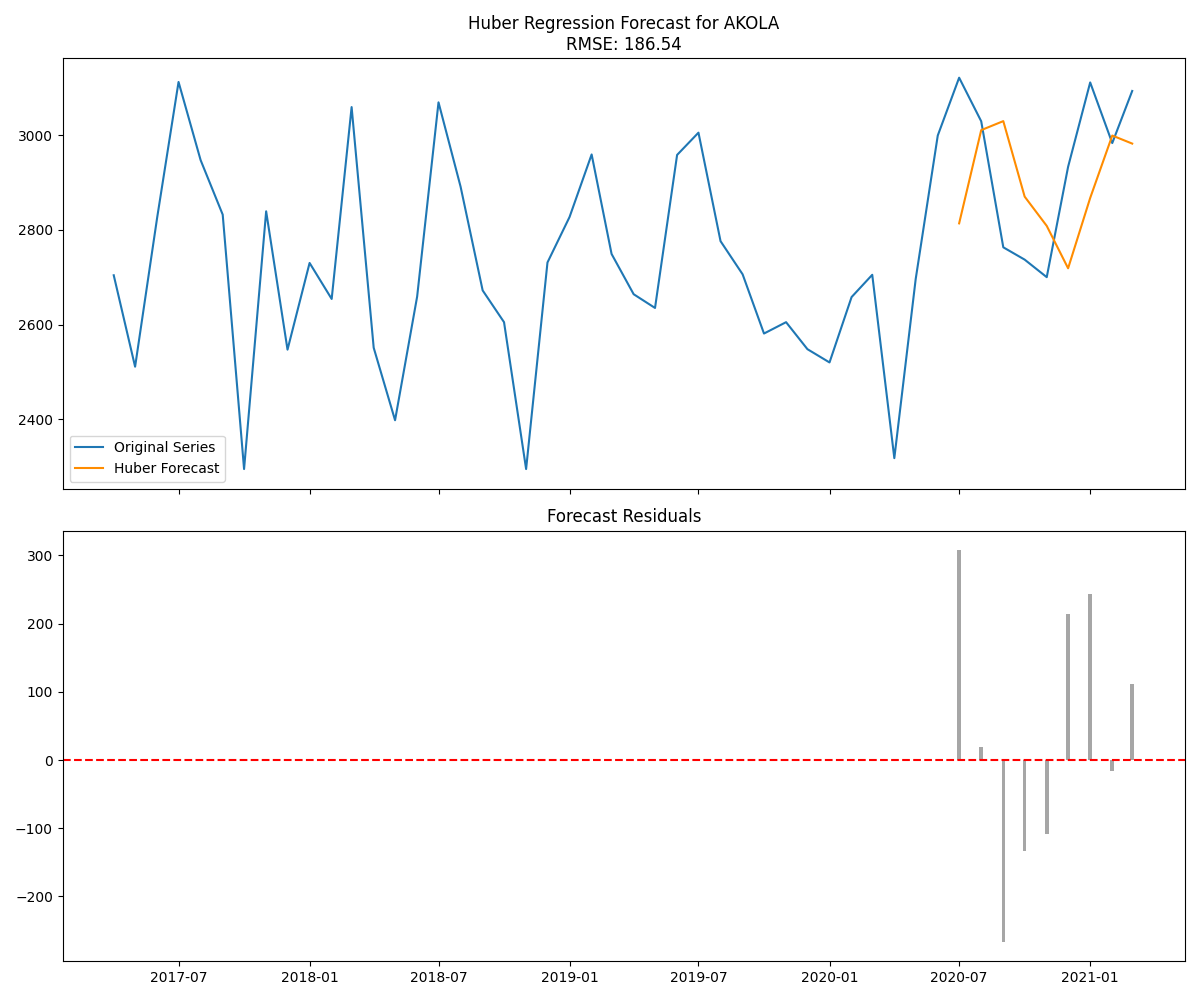 Huber Regression Forecast for AKOLA
RMSE: 186.54
3000
2800
2600
2400
Original Series
Huber Forecast
Forecast Residuals
300
200
100
0
−100
−200
2017-07 2018-01 2018-07 2019-01 2019-07 2020-01 2020-07 2021-01